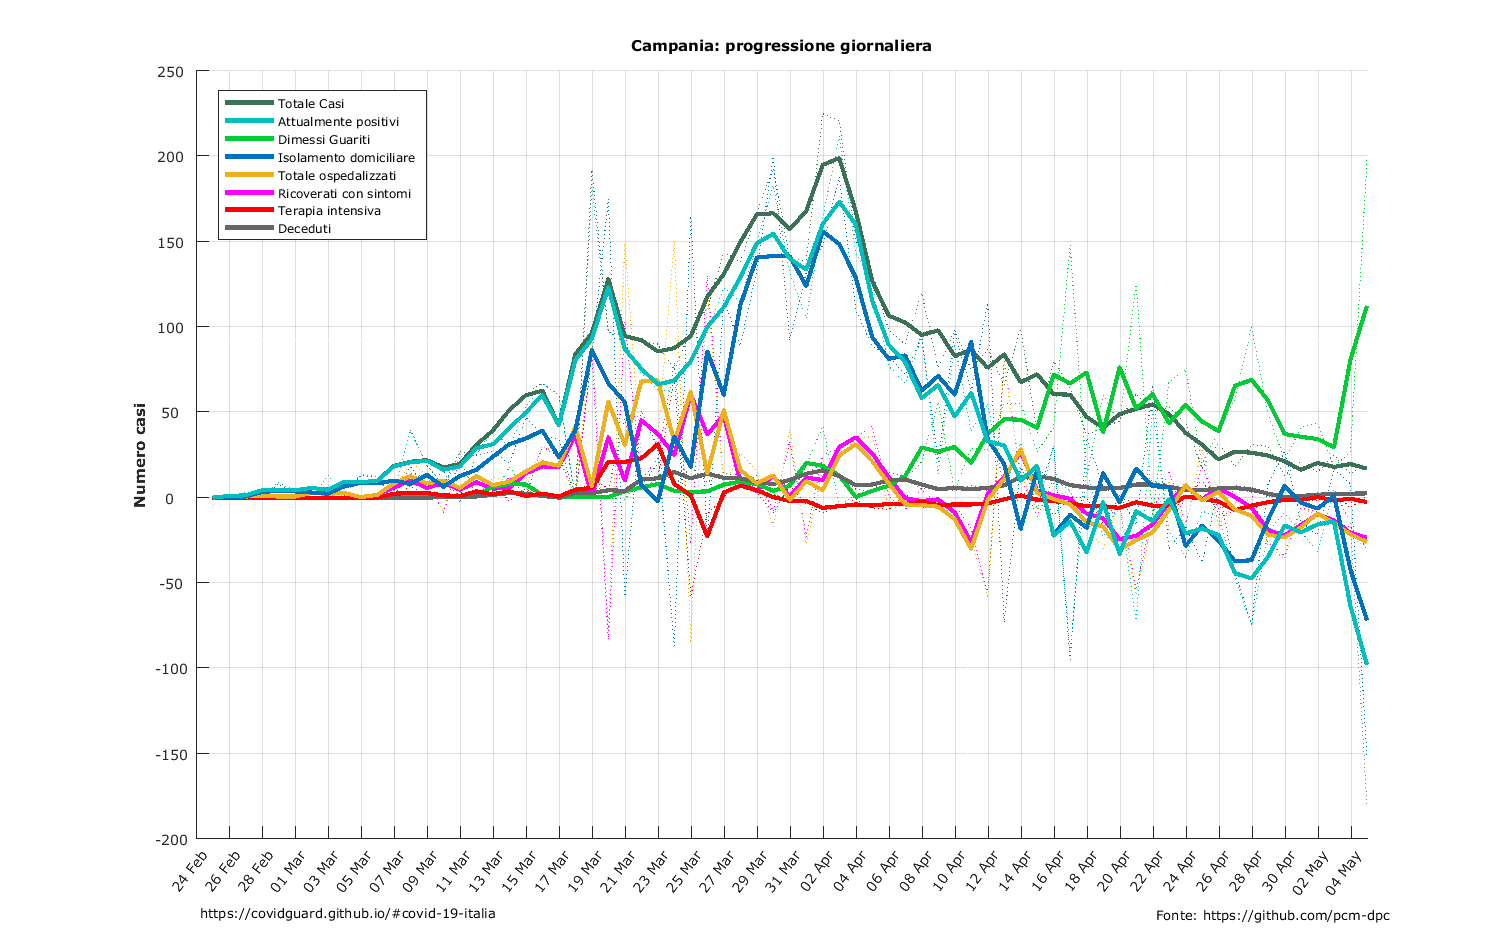 Campania: progressione giornaliera
250
200
150
100
50
0
-50
-100
-150
-200
Numero casi
Totale Casi
Attualmente positivi
Dimessi Guariti
Isolamento domiciliare
Totale ospedalizzati
Ricoverati con sintomi
Terapia intensiva
Deceduti
24 Feb
26 Feb
28 Feb
01 Mar
03 Mar
05 Mar
07 Mar
09 Mar
11 Mar
13 Mar
15 Mar
17 Mar
19 Mar
21 Mar
23 Mar
25 Mar
27 Mar
29 Mar
31 Mar
02 Apr
04 Apr
06 Apr
08 Apr
10 Apr
12 Apr
14 Apr
16 Apr
18 Apr
20 Apr
22 Apr
24 Apr
26 Apr
28 Apr
30 Apr
02 May
04 May
https://covidguard.github.io/#covid-19-italia
Fonte: https://github.com/pcm-dpc